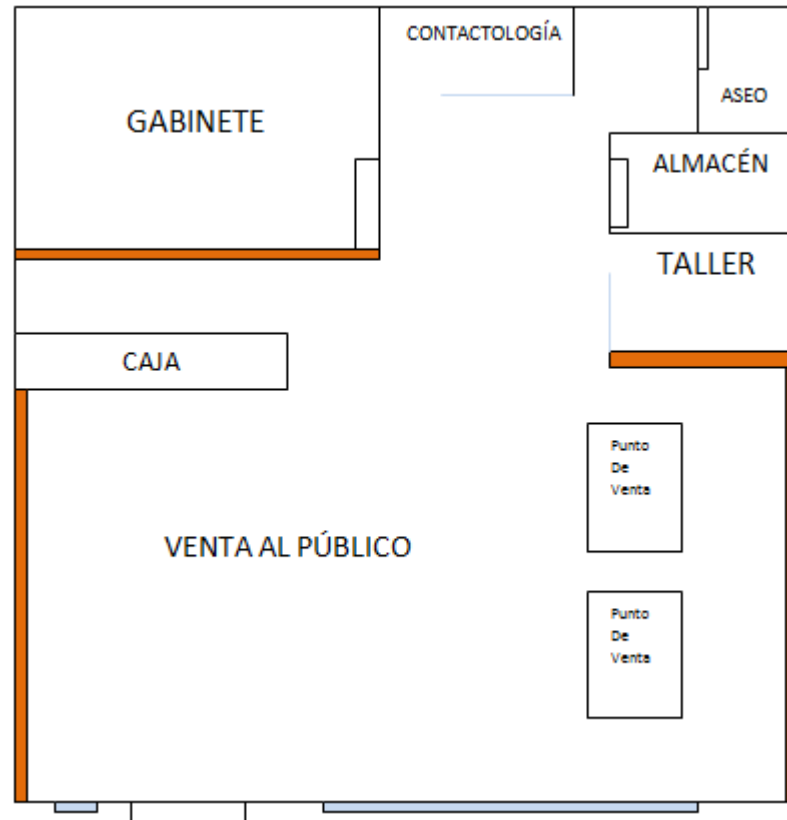 CONTACTOLOGÍA
ASEO
GABINETE
ALMACÉN
TALLER
CAJA
Punto
De
Venta
VENTA AL PÚBLICO
Punto
De
Venta